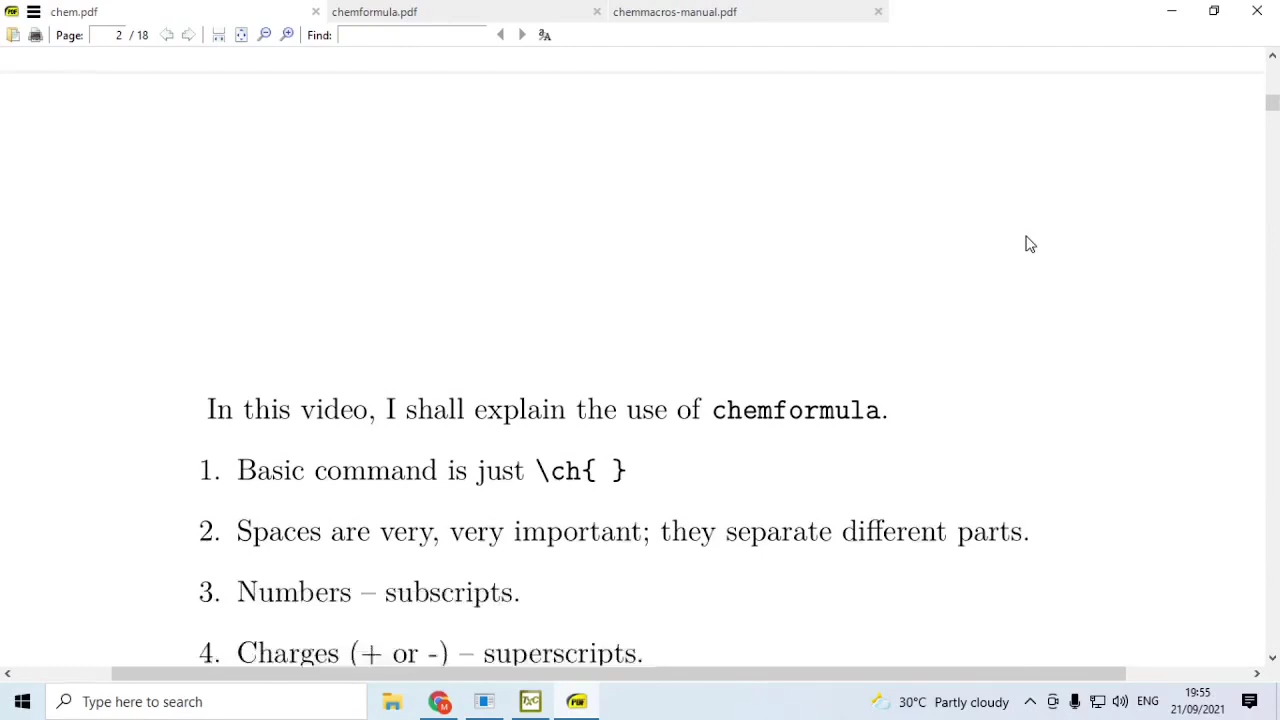 chem.pdf
chemformula.pdf
chemmacros-manual.pdf
Page: 2 / 18
Find:
In this video, I shall explain the use of chemformula.
1. Basic command is just \ch{ }
2. Spaces are very, very important; they separate different parts.
3. Numbers – subscripts.
4. Charges (+ or -) – superscripts.
Type here to search
30°C Partly cloudy
ENG
19:55
21/09/2021